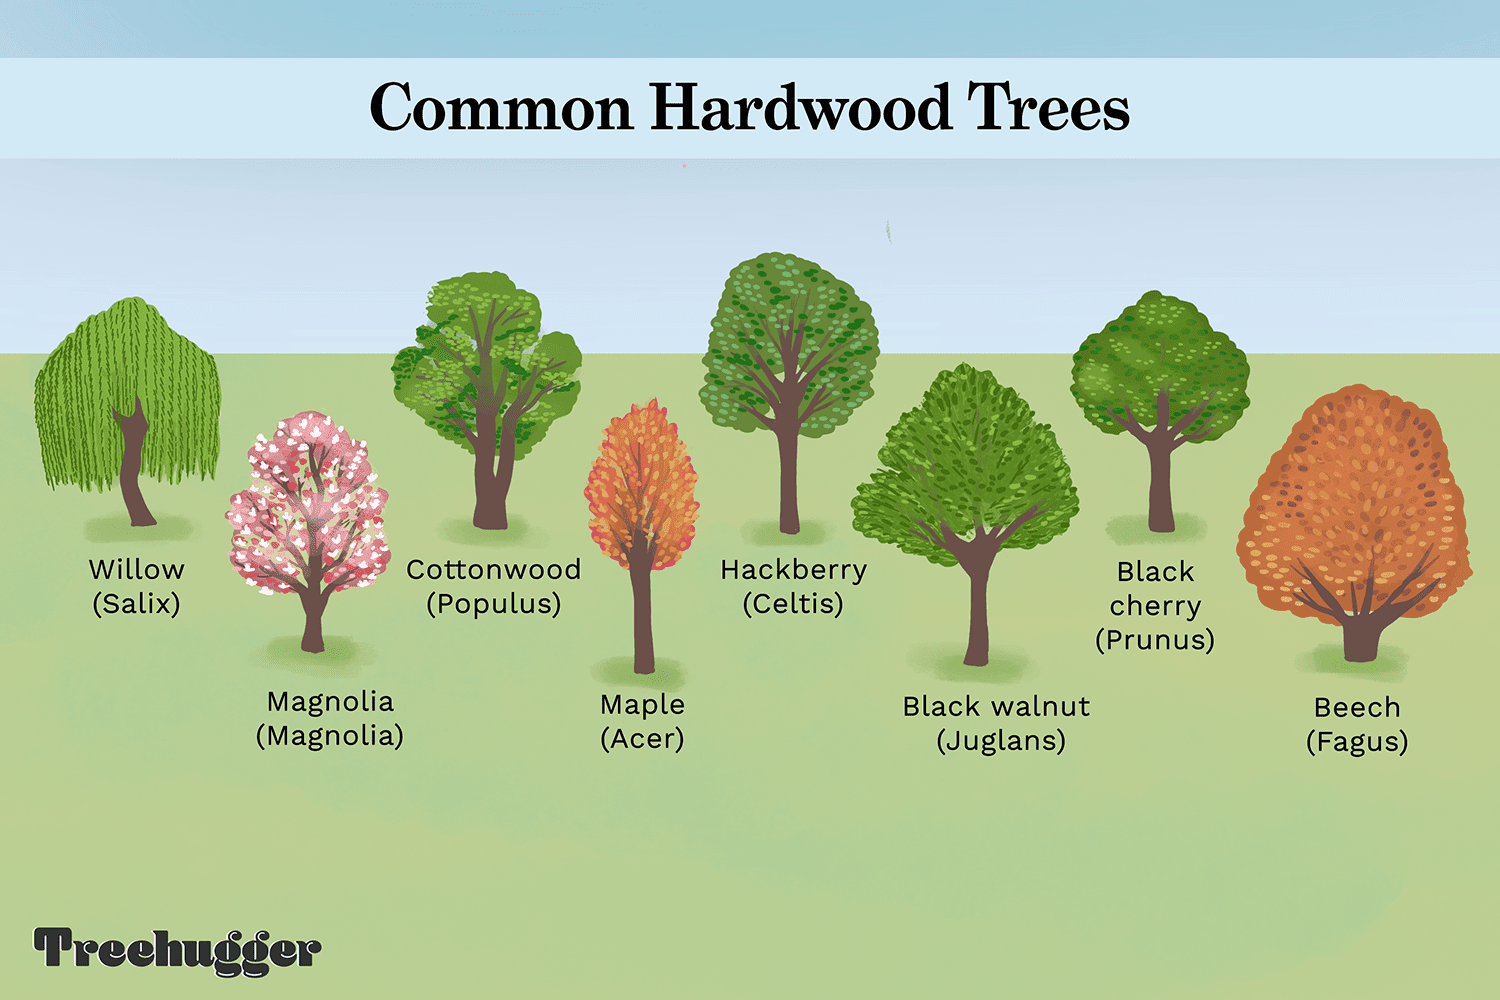 Common Hardwood Trees
Willow
(Salix)
Magnolia
(Magnolia)
Cottonwood
(Populus)
Maple
(Acer)
Hackberry
(Celtis)
Black walnut
(Juglans)
Black
cherry
(Prunus)
Beech
(Fagus)
Treehugger